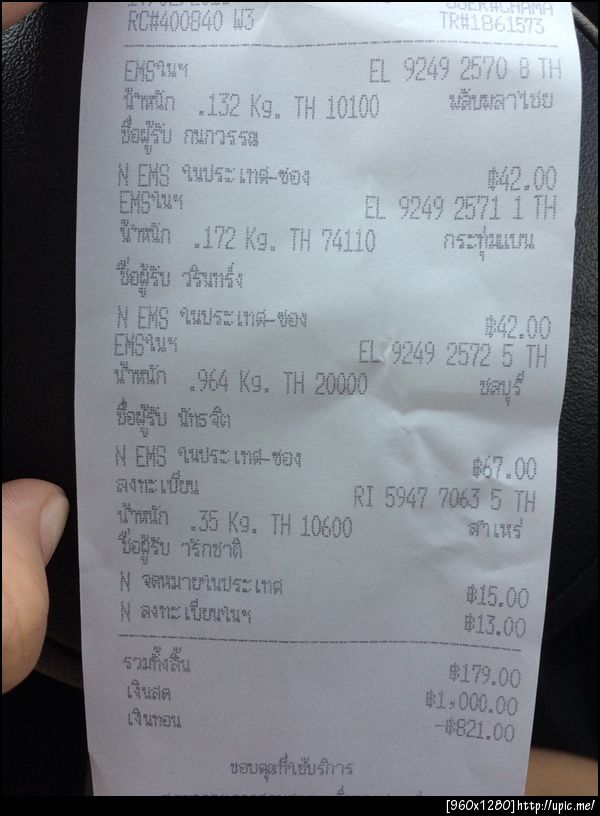 RC#400840 W3 TR#1861573
EMSในฯ EL 9249 2570 8 TH
น้ำหนัก .132 Kg. TH 10100 พลับพลาไชย
ชื่อผู้รับ กนกวรรณ
N EMS ในประเทศ-ซอง ฿42.00
EMSในฯ EL 9249 2571 1 TH
น้ำหนัก .172 Kg. TH 74110 กระทุ่มแบน
ชื่อผู้รับ วรินทร์ง
N EMS ในประเทศ-ซอง ฿42.00
EMSในฯ EL 9249 2572 5 TH
น้ำหนัก .964 Kg. TH 20000 ชลบุรี
ชื่อผู้รับ นัทธจิต
N EMS ในประเทศ-ซอง ฿67.00
ลงทะเบียน RI 5947 7063 5 TH
น้ำหนัก .35 Kg. TH 10600 สำเหร่
ชื่อผู้รับ วรักชาติ
N จดหมายในประเทศ ฿15.00
N ลงทะเบียนในฯ ฿13.00
รวมทั้งสิ้น ฿179.00
เงินสด ฿1,000.00
เงินทอน -฿821.00
ขอบคุณที่ใช้บริการ
[960x1280] http://upic.me/